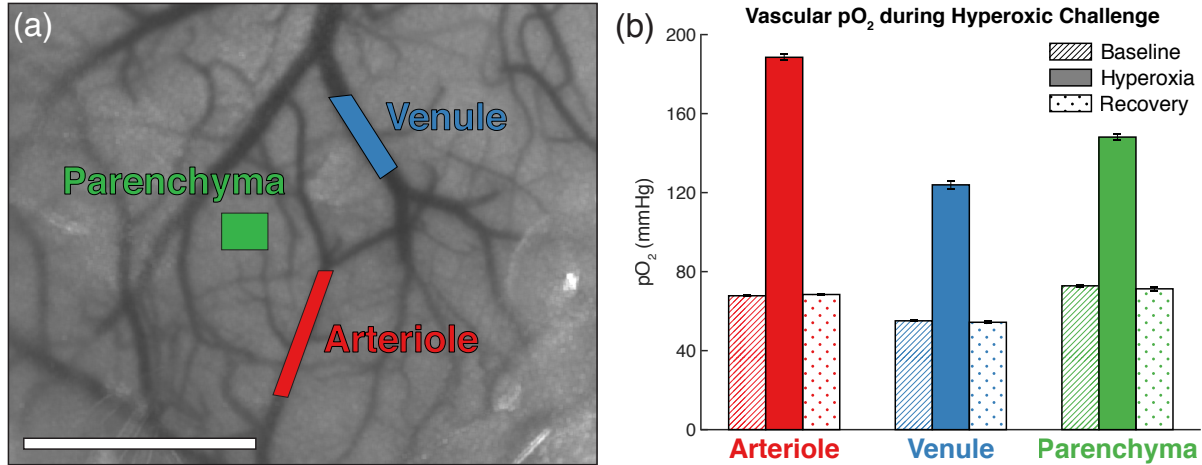 (a)
Venule
Parenchyma
Arteriole
(b)
Vascular pO2 during Hyperoxic Challenge
200
160
120
80
40
0
pO2 (mmHg)
Baseline
Hyperoxia
Recovery
Arteriole
Venule
Parenchyma